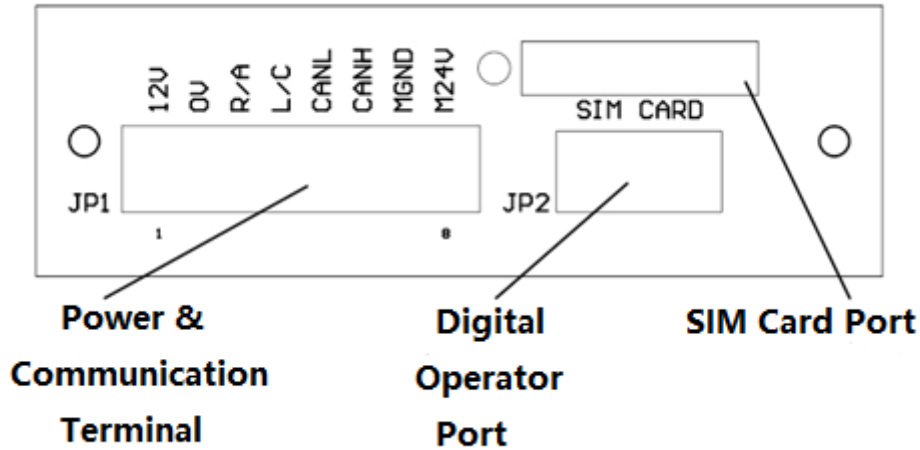 12V
0V
R/A
L/C
CANL
CANH
MGND
M24V
SIM CARD
JP1
JP2
1
8
Power &
Communication
Terminal
Digital
Operator
Port
SIM Card Port